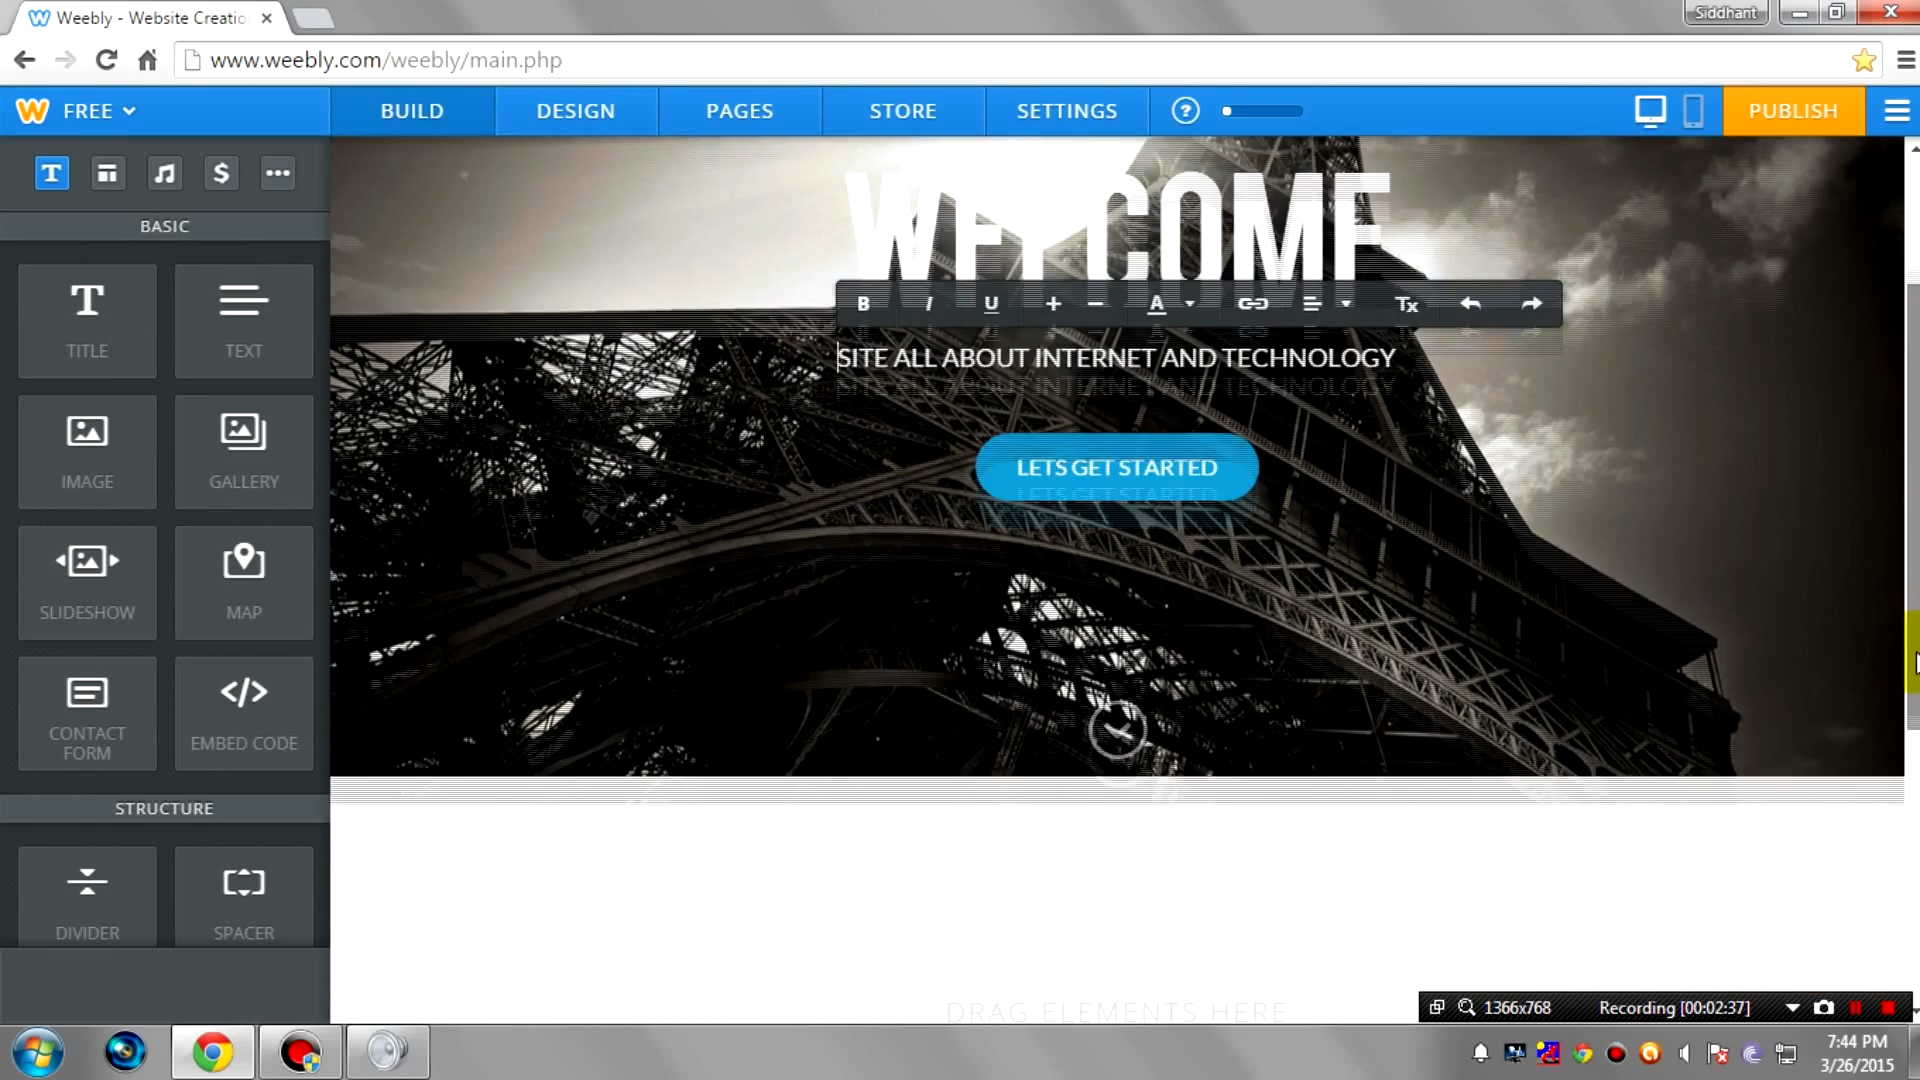 Weebly - Website Creatio
Siddhant
www.weebly.com/weebly/main.php
FREE
BUILD
DESIGN
PAGES
STORE
SETTINGS
?
PUBLISH
BASIC
TITLE
TEXT
IMAGE
GALLERY
SLIDESHOW
MAP
CONTACT
FORM
EMBED CODE
STRUCTURE
DIVIDER
SPACER
WELCOME
B I U + − A Tx
SITE ALL ABOUT INTERNET AND TECHNOLOGY
LETS GET STARTED
DRAG ELEMENTS HERE
1366x768 Recording [00:02:37]
7:44 PM
3/26/2015